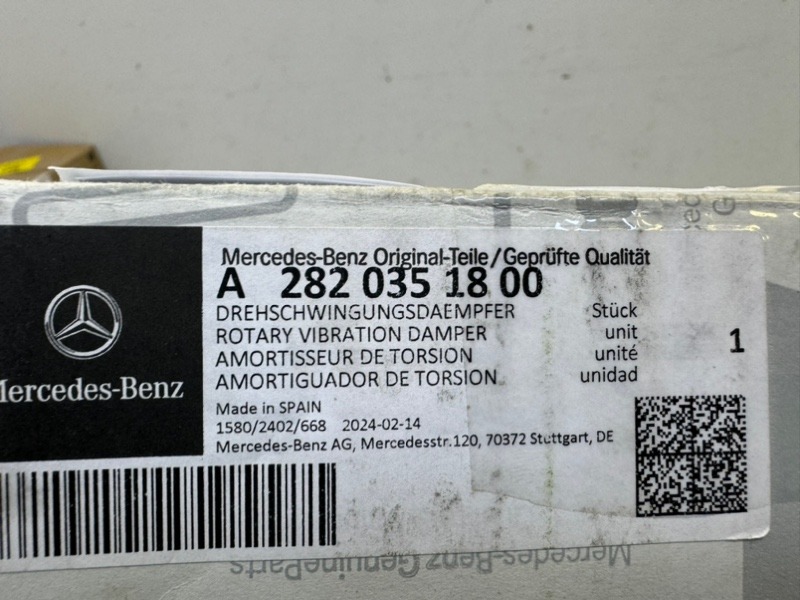 Mercedes-Benz Original-Teile/Geprüfte Qualität
A 282 035 18 00
DREHSCHWINGUNGSDAEMPFER Stück
ROTARY VIBRATION DAMPER unit
AMORTISSEUR DE TORSION unité
AMORTIGUADOR DE TORSION unidad
1
Mercedes-Benz
Made in SPAIN
1580/2402/668 2024-02-14
Mercedes-Benz AG, Mercedesstr.120, 70372 Stuttgart, DE
Mercedes-Benz GenuineParts